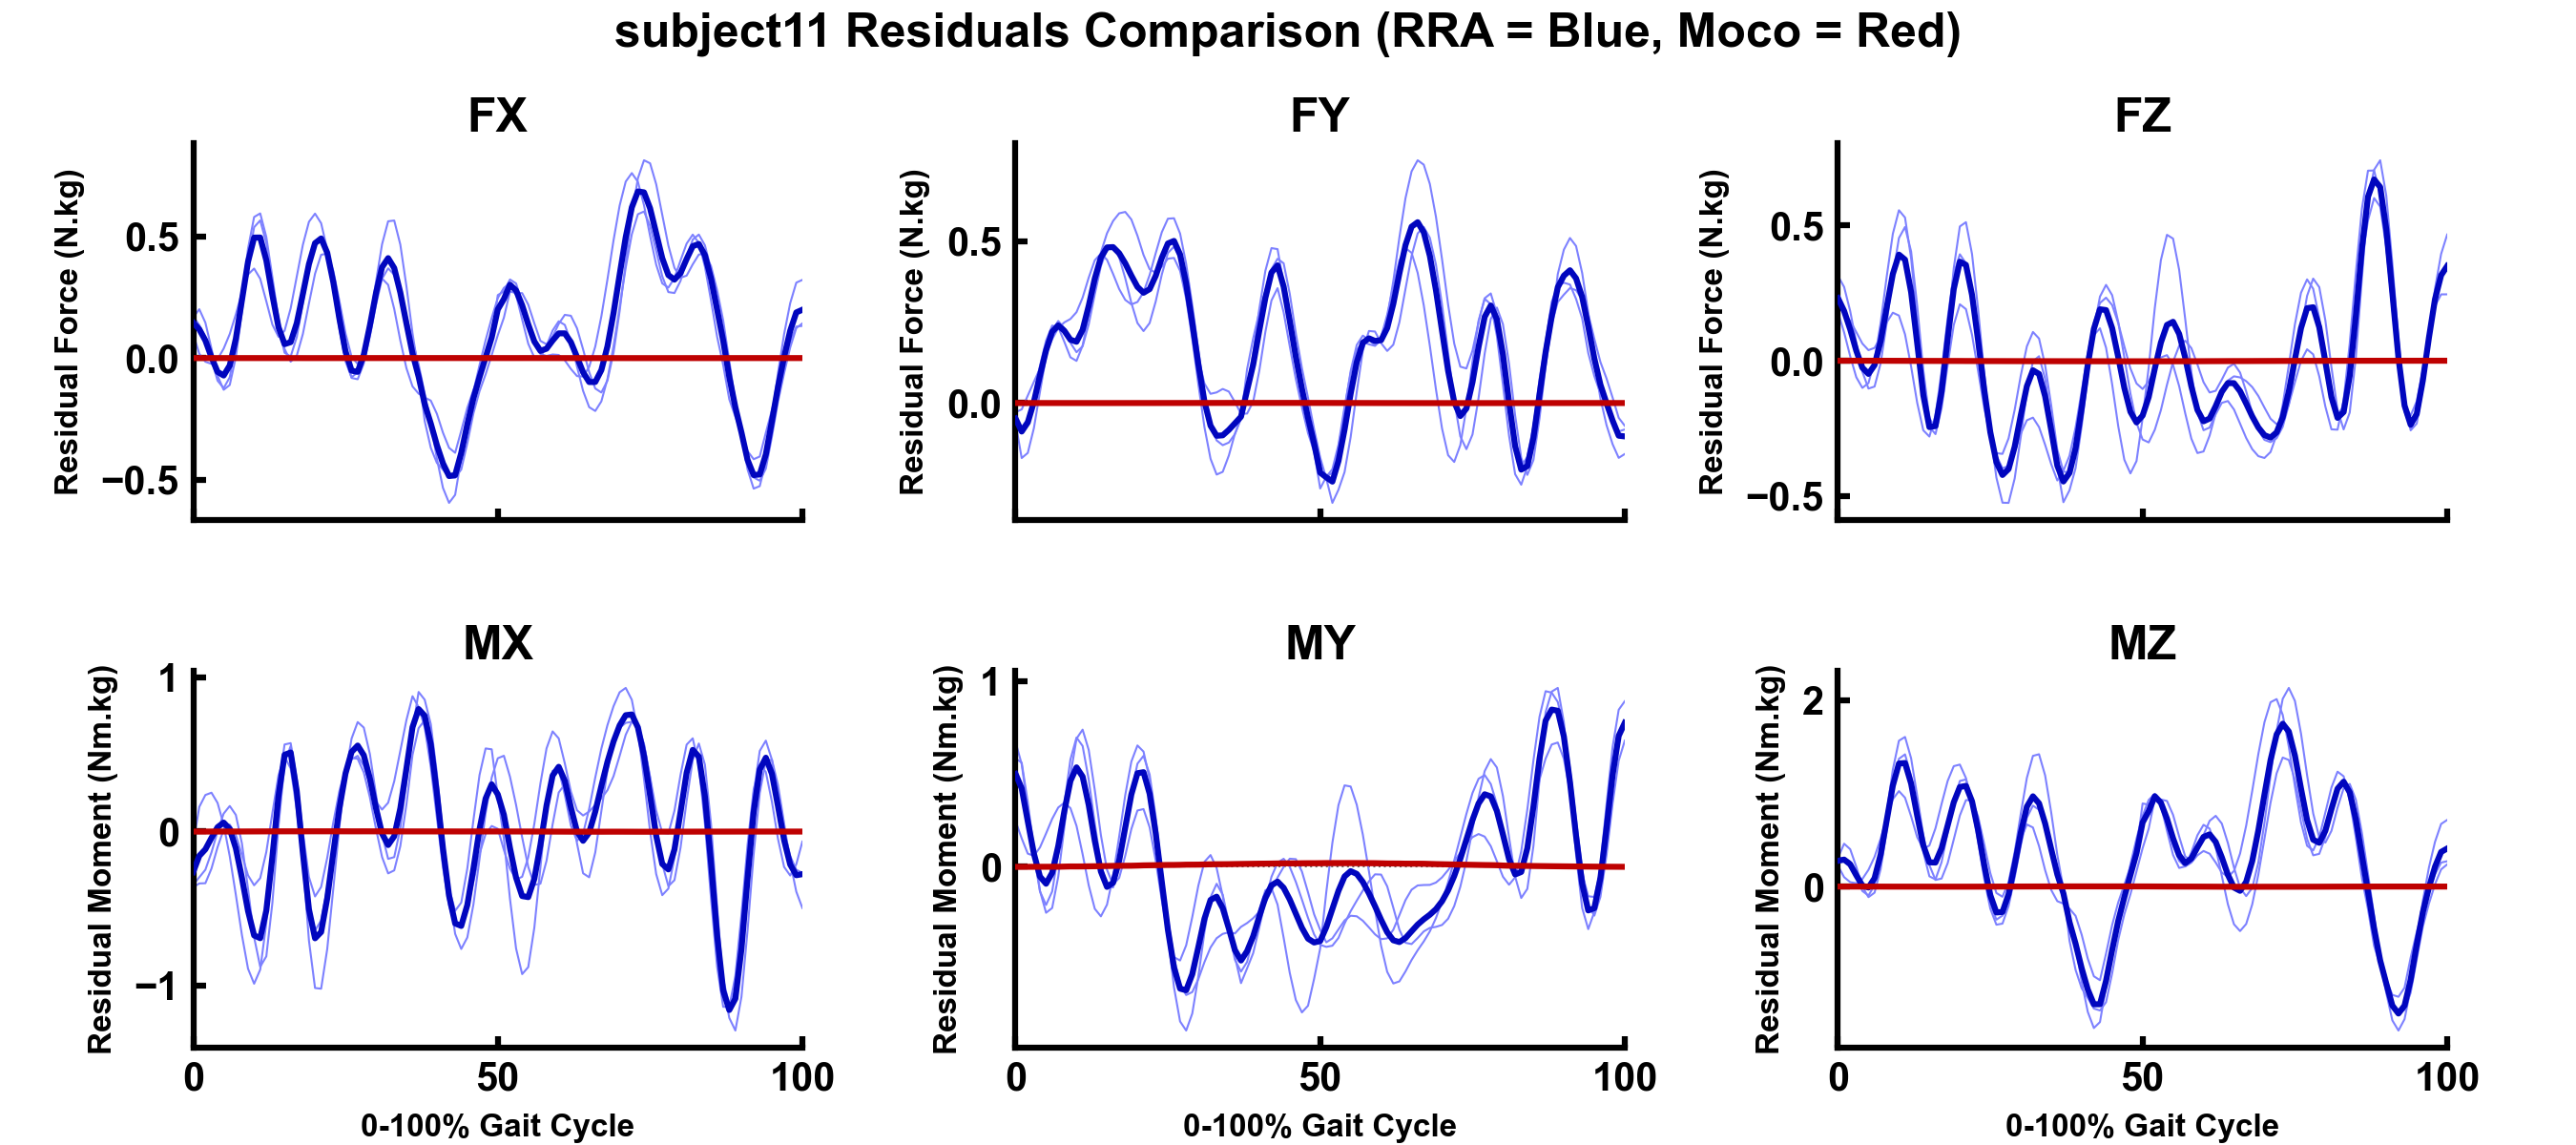 subject11 Residuals Comparison (RRA = Blue, Moco = Red)
FX
FY
FZ
Residual Force (N.kg)
0.5
0.0
−0.5
Residual Force (N.kg)
0.5
0.0
Residual Force (N.kg)
0.5
0.0
−0.5
MX
MY
MZ
Residual Moment (Nm.kg)
1
0
−1
Residual Moment (Nm.kg)
1
0
Residual Moment (Nm.kg)
2
0
0 50 100
0 50 100
0 50 100
0-100% Gait Cycle
0-100% Gait Cycle
0-100% Gait Cycle